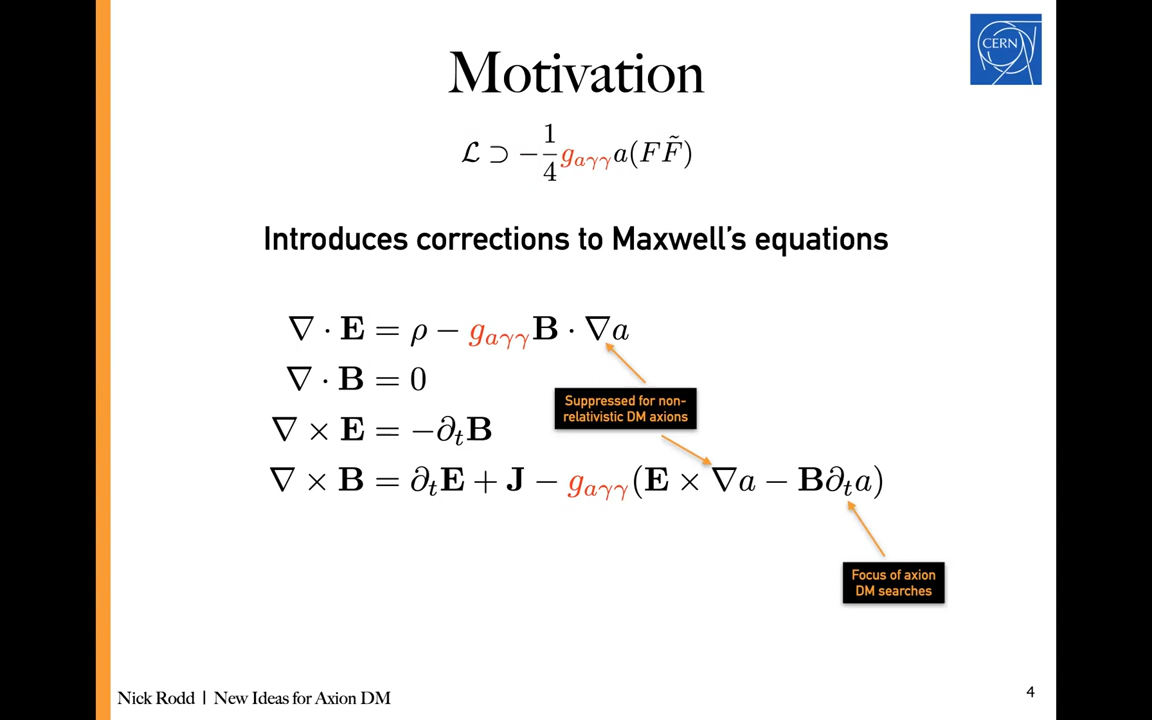 CERN
Motivation
ℒ ⊃ −1/4 g_{aγγ} a(FF̃)
Introduces corrections to Maxwell's equations
∇ · E = ρ − g_{aγγ} B · ∇a
∇ · B = 0
Suppressed for non-
relativistic DM axions
∇ × E = −∂_t B
∇ × B = ∂_t E + J − g_{aγγ} (E × ∇a − B∂_t a)
Focus of axion
DM searches
Nick Rodd | New Ideas for Axion DM
4